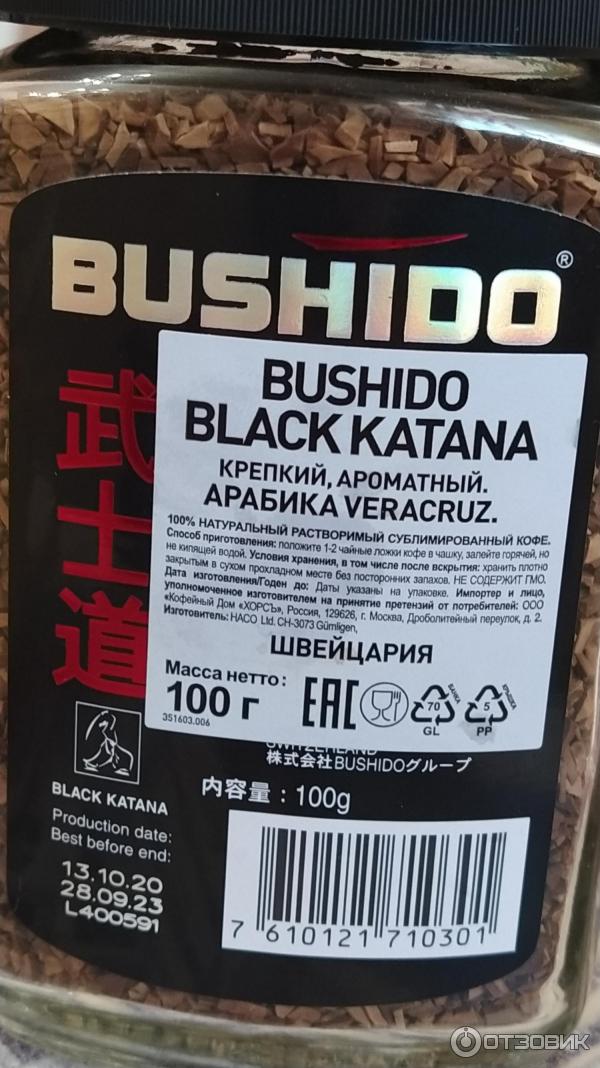 BUSHIDO®
武士道
BUSHIDO
BLACK KATANA
КРЕПКИЙ, АРОМАТНЫЙ.
АРАБИКА VERACRUZ.
100% НАТУРАЛЬНЫЙ РАСТВОРИМЫЙ СУБЛИМИРОВАННЫЙ КОФЕ.
Способ приготовления: положите 1-2 чайные ложки кофе в чашку, залейте горячей, но
не кипящей водой. Условия хранения, в том числе после вскрытия: хранить плотно
закрытым в сухом прохладном месте без посторонних запахов. НЕ СОДЕРЖИТ ГМО.
Дата изготовления/Годен до: Даты указаны на упаковке. Импортер и лицо,
уполномоченное изготовителем на принятие претензий от потребителей: ООО
«Кофейный Дом «ХОРСЪ», Россия, 129626, г. Москва, Дроболитейный переулок, д. 2.
Изготовитель: HACO Ltd. CH-3073 Gümligen,
ШВЕЙЦАРИЯ
Масса нетто:
100 г
351603.006
EAC
70
GL
БАНКА
5
PP
КРЫШКА
SWITZERLAND
株式会社BUSHIDOグループ
内容量：100g
BLACK KATANA
Production date:
Best before end:
13.10.20
28.09.23
L400591
7 610121 710301
ОТЗОВИК